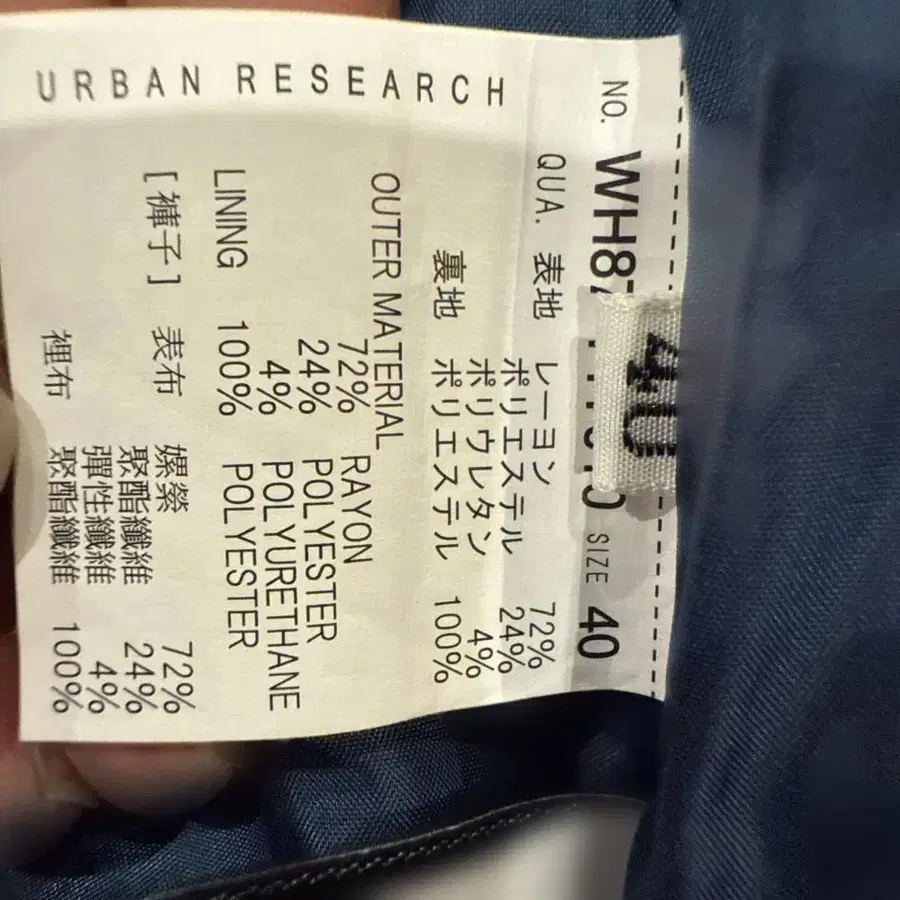 NO. SIZE 40
QUA. 表地 レーヨン 72%
ポリエステル 24%
ポリウレタン 4%
裏地 ポリエステル 100%
OUTER MATERIAL
72% RAYON
24% POLYESTER
4% POLYURETHANE
LINING 100% POLYESTER
[褲子] 表布 嫘縈 72%
聚酯纖維 24%
彈性纖維 4%
裡布 聚酯纖維 100%
URBAN RESEARCH
40